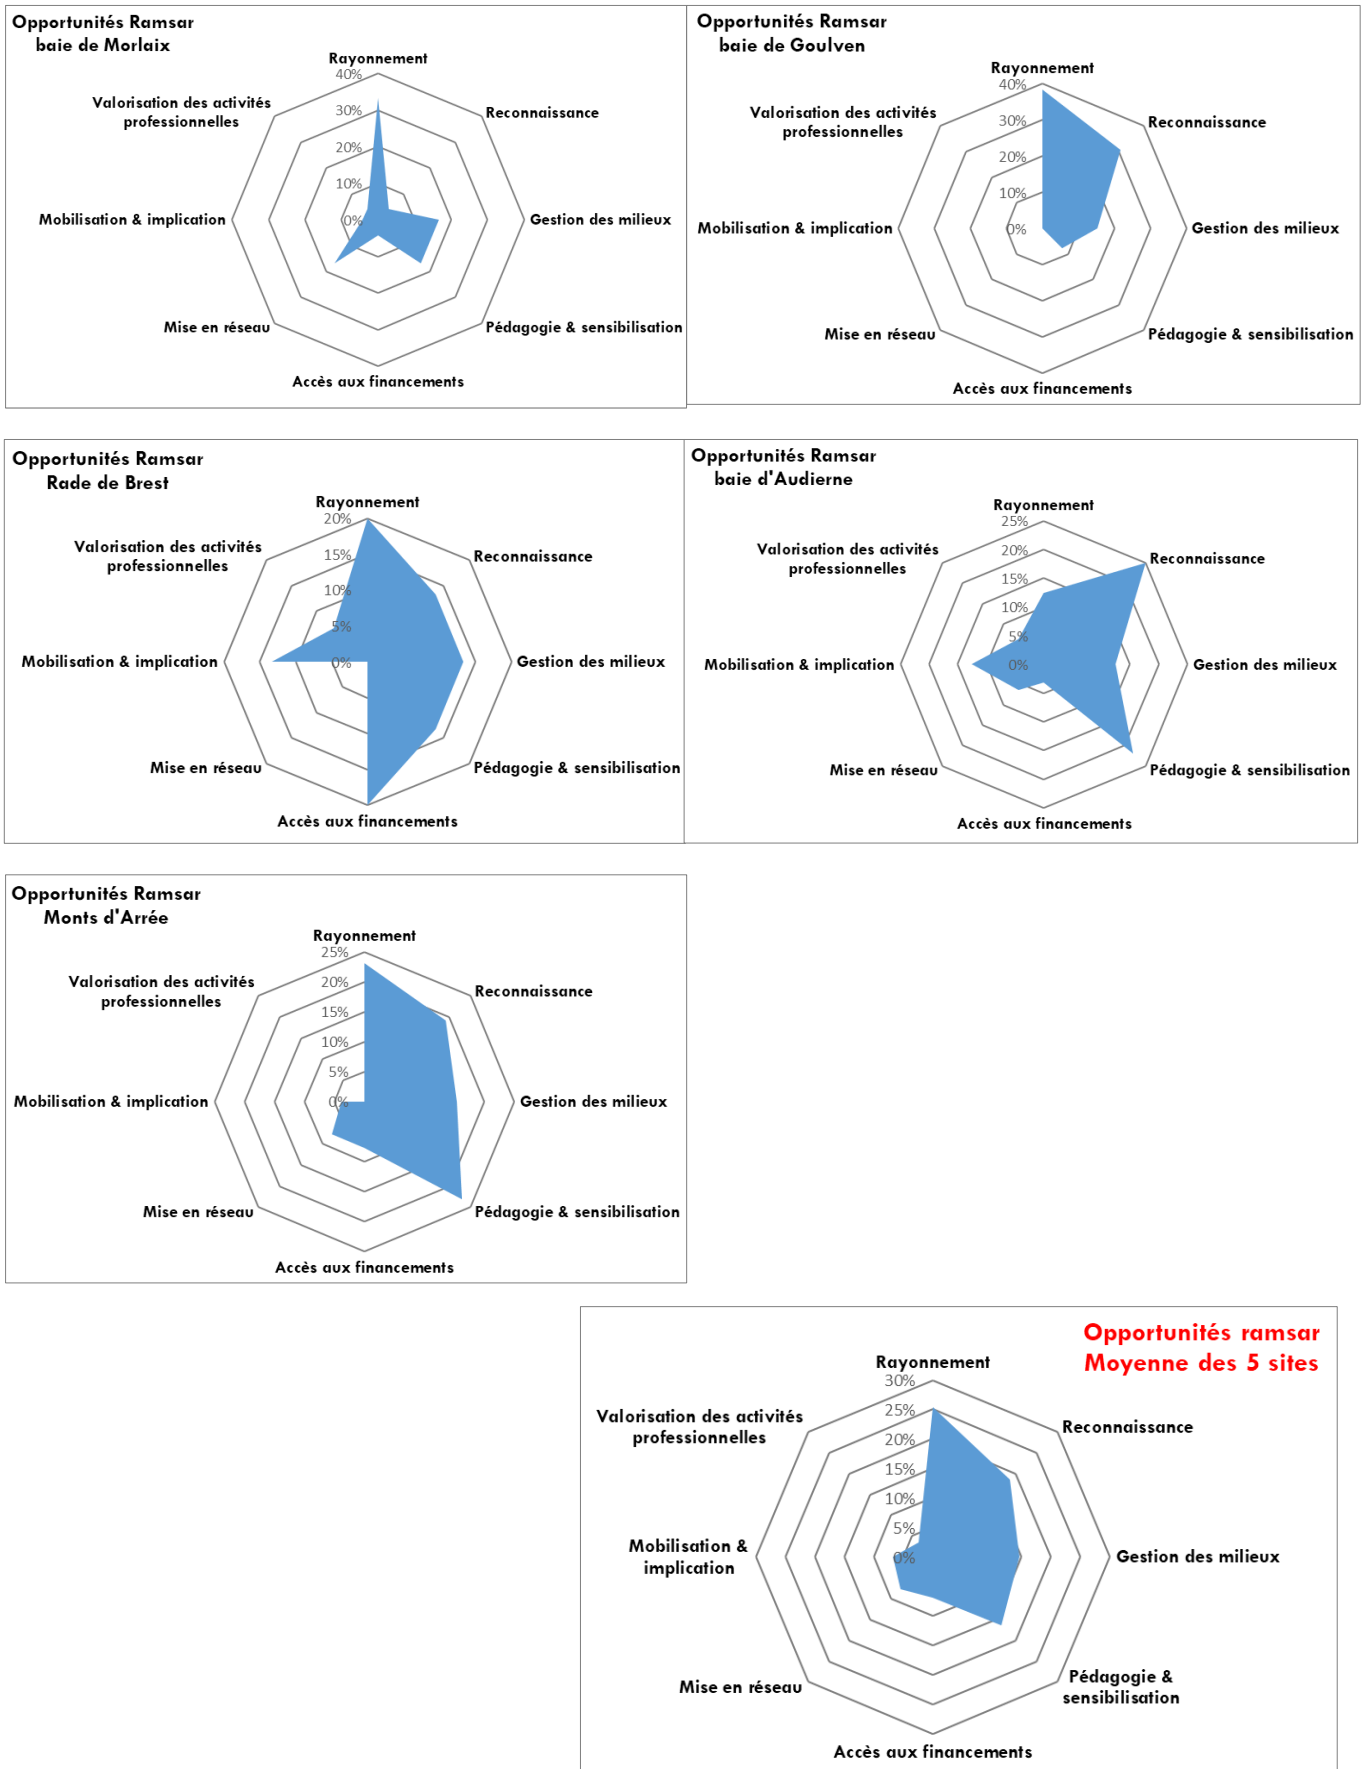 Opportunités Ramsar
baie de Morlaix
Rayonnement
40%
30%
20%
10%
0%
Reconnaissance
Gestion des milieux
Pédagogie & sensibilisation
Accès aux financements
Mise en réseau
Mobilisation & implication
Valorisation des activités
professionnelles
Opportunités Ramsar
baie de Goulven
Rayonnement
40%
30%
20%
10%
0%
Reconnaissance
Gestion des milieux
Pédagogie & sensibilisation
Accès aux financements
Mise en réseau
Mobilisation & implication
Valorisation des activités
professionnelles
Opportunités Ramsar
Rade de Brest
Rayonnement
20%
15%
10%
5%
0%
Reconnaissance
Gestion des milieux
Pédagogie & sensibilisation
Accès aux financements
Mise en réseau
Mobilisation & implication
Valorisation des activités
professionnelles
Opportunités Ramsar
baie d'Audierne
Rayonnement
25%
20%
15%
10%
5%
0%
Reconnaissance
Gestion des milieux
Pédagogie & sensibilisation
Accès aux financements
Mise en réseau
Mobilisation & implication
Valorisation des activités
professionnelles
Opportunités Ramsar
Monts d'Arrée
Rayonnement
25%
20%
15%
10%
5%
0%
Reconnaissance
Gestion des milieux
Pédagogie & sensibilisation
Accès aux financements
Mise en réseau
Mobilisation & implication
Valorisation des activités
professionnelles
Opportunités ramsar
Moyenne des 5 sites
Rayonnement
30%
25%
20%
15%
10%
5%
0%
Reconnaissance
Gestion des milieux
Pédagogie &
sensibilisation
Accès aux financements
Mise en réseau
Mobilisation &
implication
Valorisation des activités
professionnelles